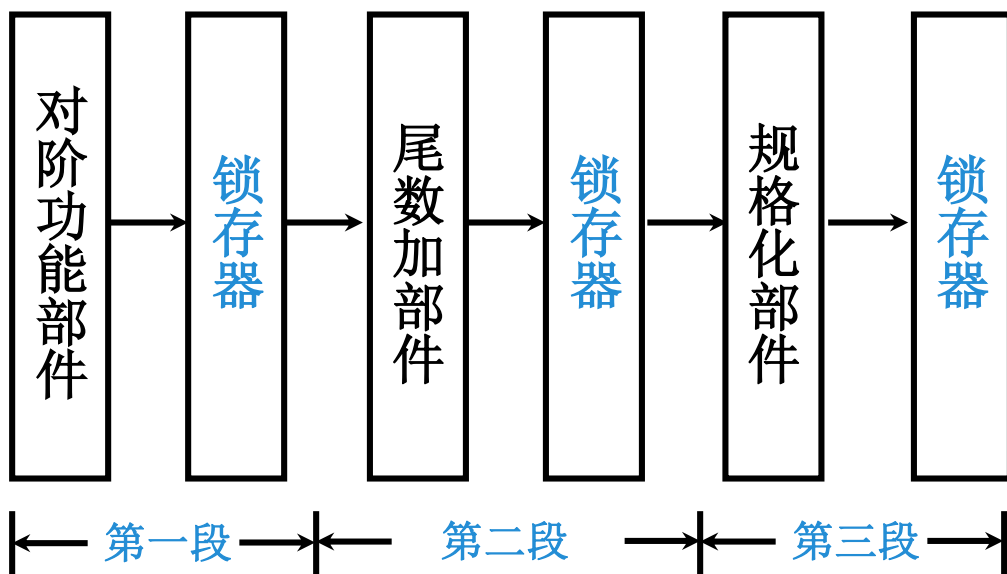 对阶功能部件
锁存器
尾数加部件
锁存器
规格化部件
锁存器
第一段
第二段
第三段